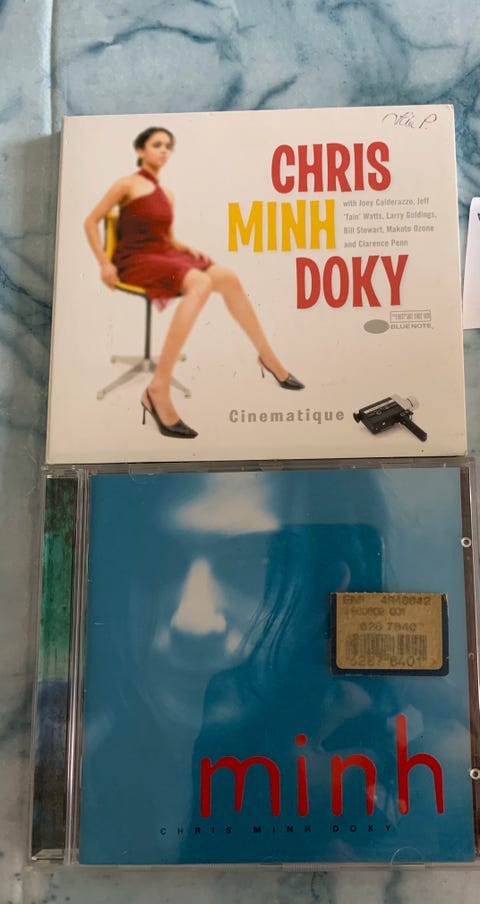 CHRIS
MINH
DOKY
with Joey Calderazzo, Jeff
'Tain' Watts, Larry Goldings,
Bill Stewart, Makoto Ozone
and Clarence Penn
BLUE NOTE
Cinematique
minh
CHRIS MINH DOKY